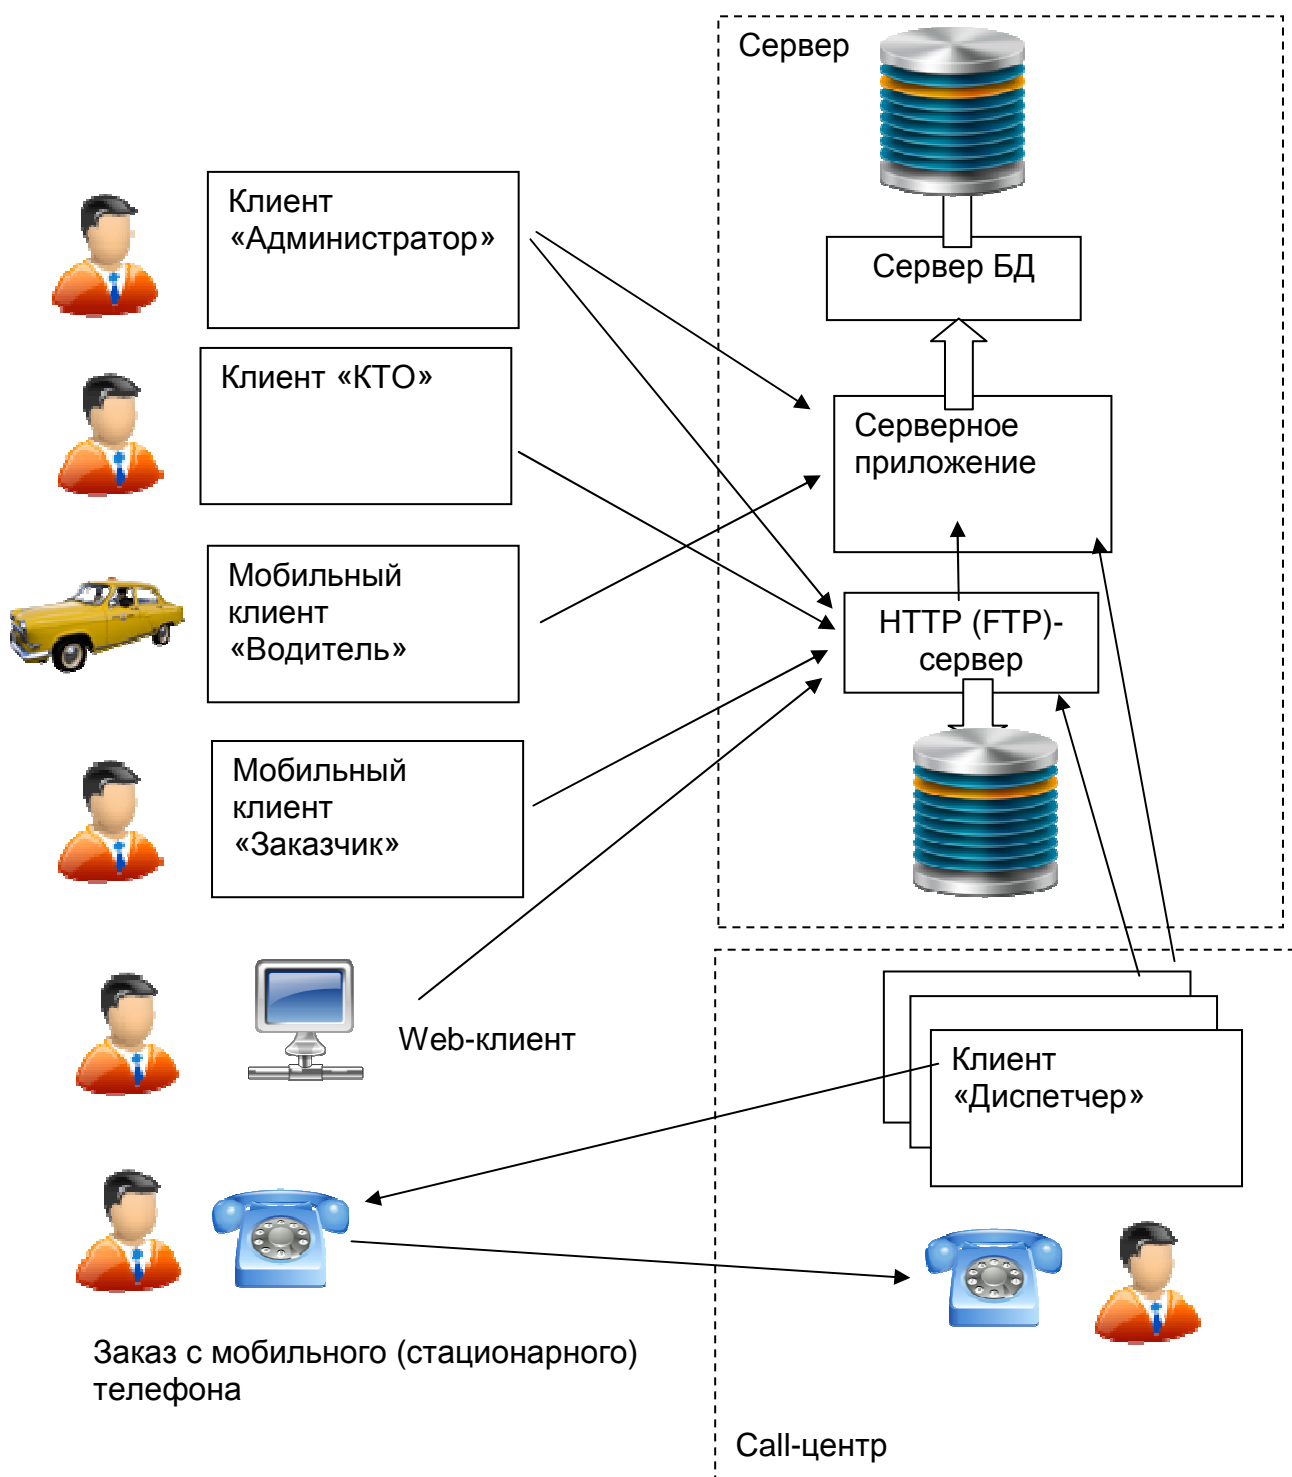 Сервер
Клиент
«Администратор»
Сервер БД
Клиент «КТО»
Серверное
приложение
Мобильный
клиент
«Водитель»
HTTP (FTP)-
сервер
Мобильный
клиент
«Заказчик»
Web-клиент
Клиент
«Диспетчер»
Заказ с мобильного (стационарного)
телефона
Call-центр